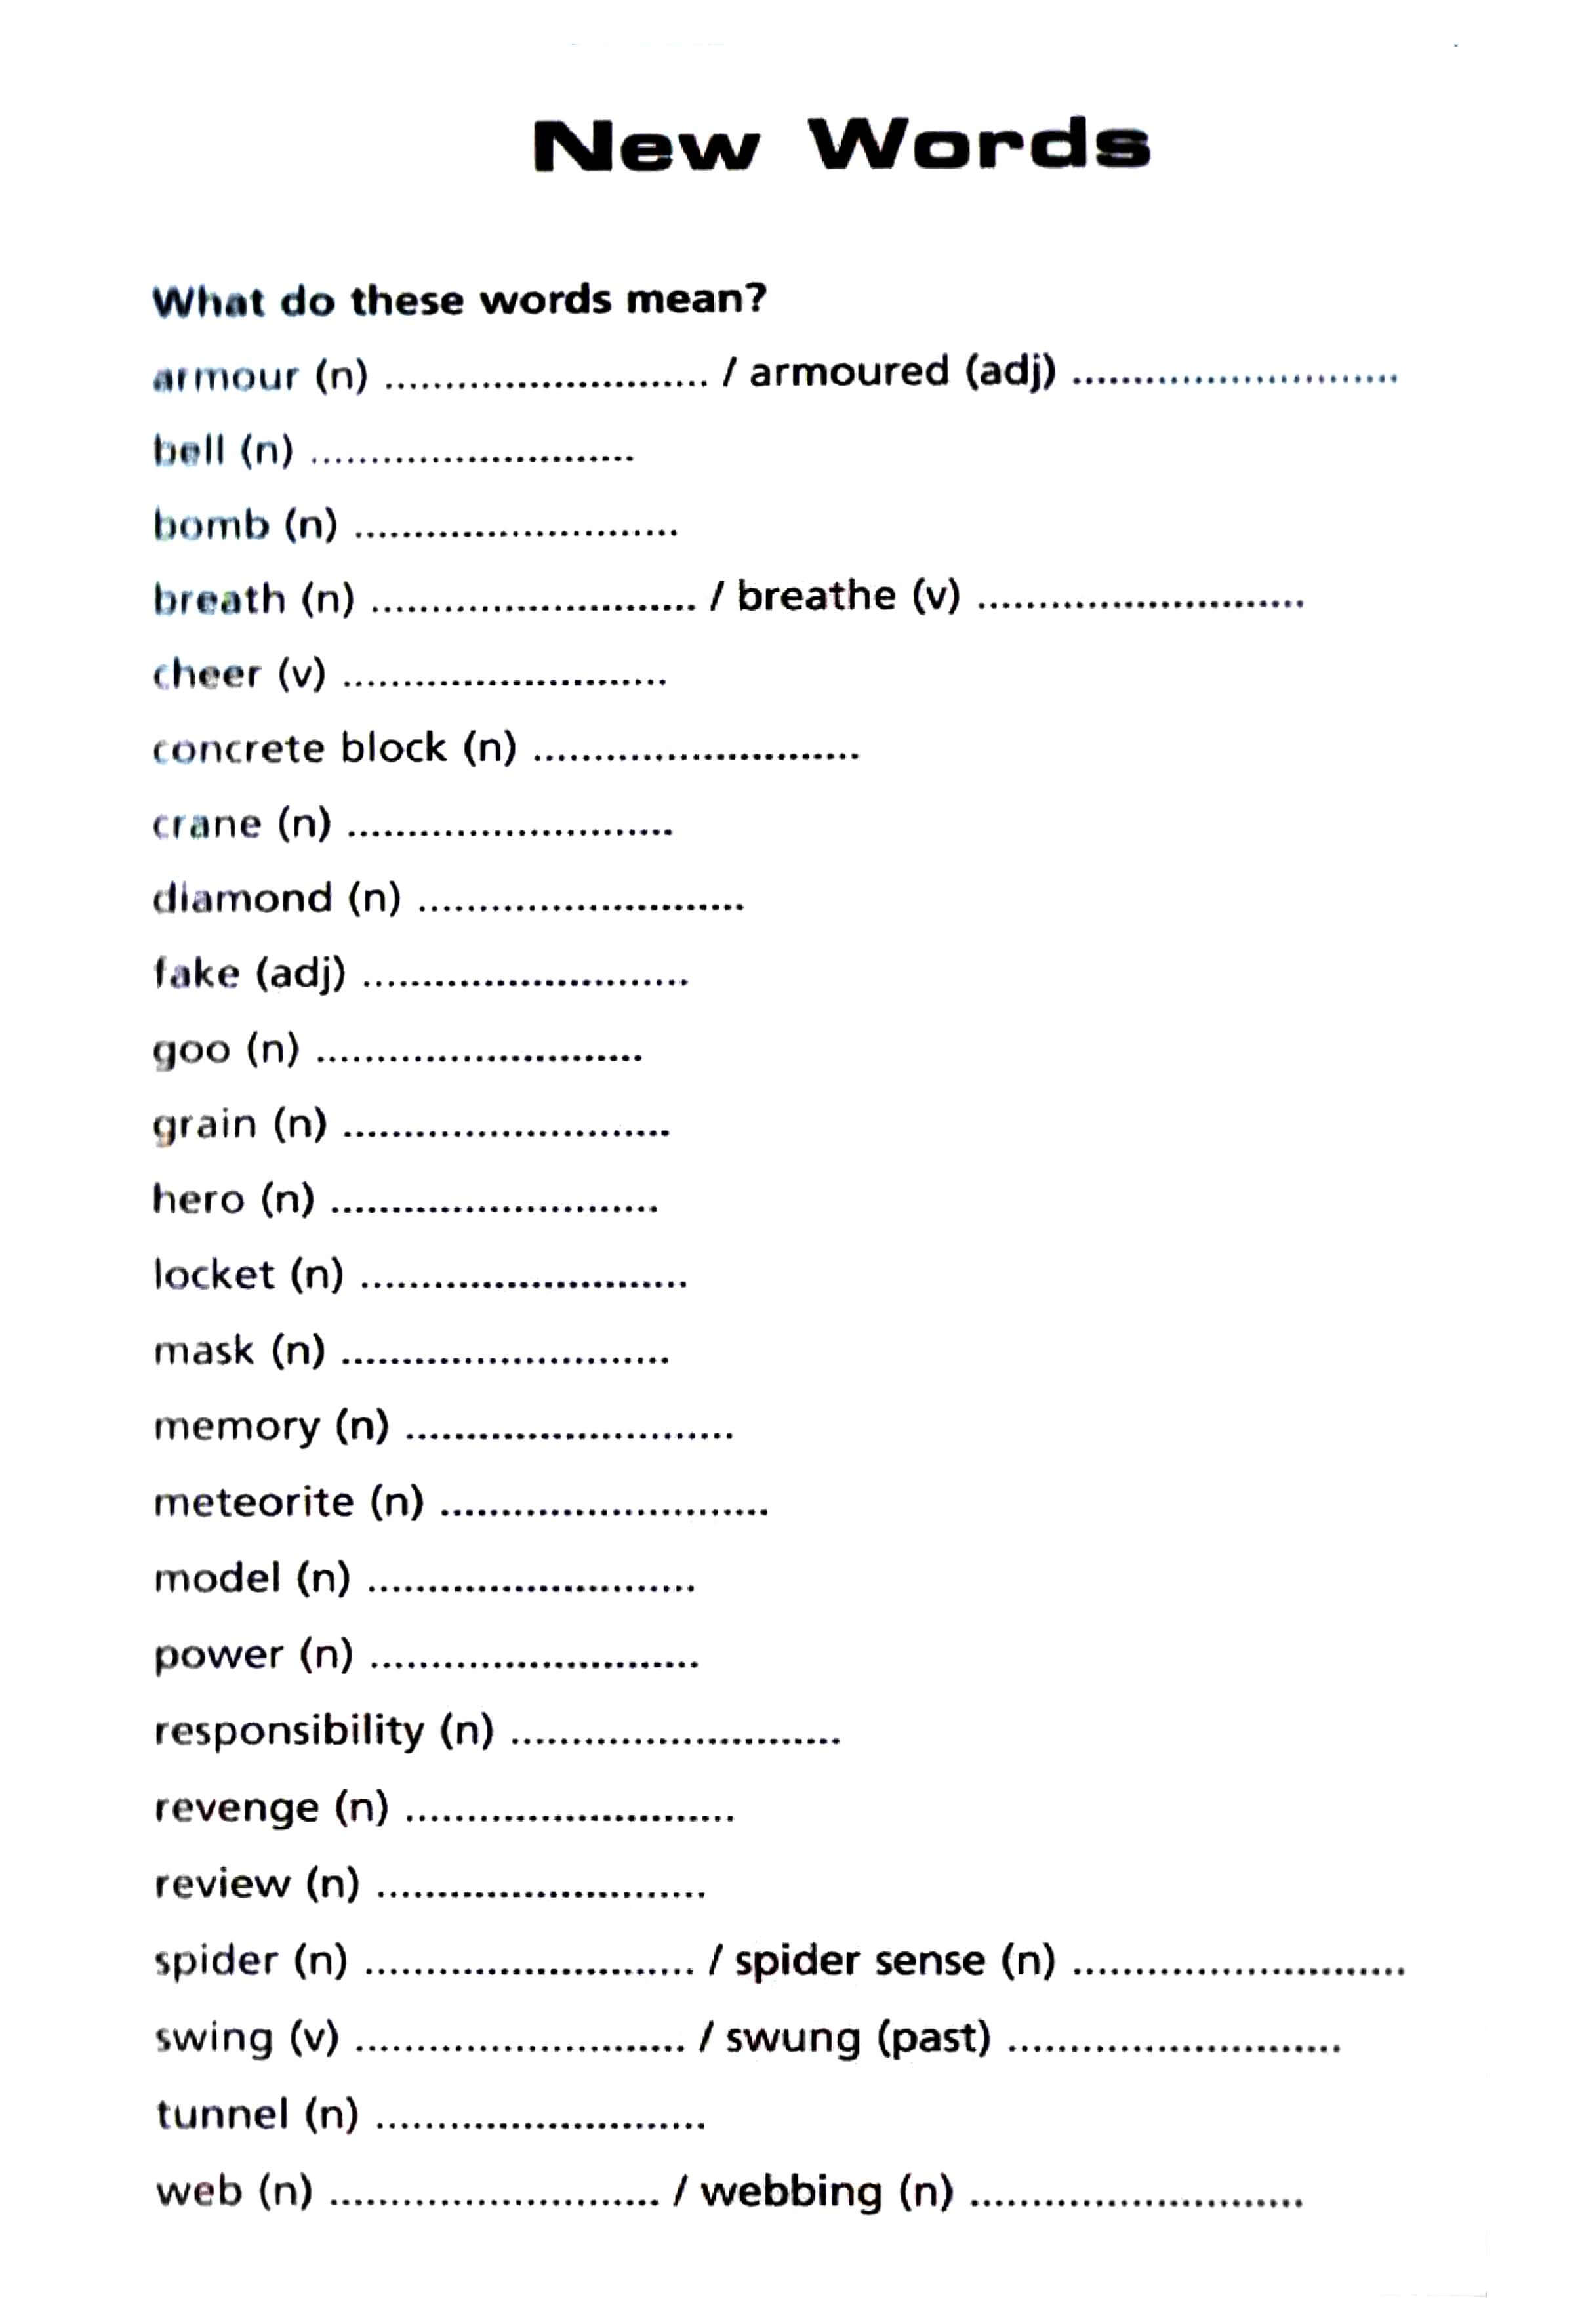 New Words
What do these words mean?
armour (n) ........................... / armoured (adj) ...........................
bell (n) ...........................
bomb (n) ...........................
breath (n) ........................... / breathe (v) ...........................
cheer (v) ...........................
concrete block (n) ...........................
crane (n) ...........................
diamond (n) ...........................
fake (adj) ...........................
goo (n) ...........................
grain (n) ...........................
hero (n) ...........................
locket (n) ...........................
mask (n) ...........................
memory (n) ...........................
meteorite (n) ...........................
model (n) ...........................
power (n) ...........................
responsibility (n) ...........................
revenge (n) ...........................
review (n) ...........................
spider (n) ........................... / spider sense (n) ...........................
swing (v) ........................... / swung (past) ...........................
tunnel (n) ...........................
web (n) ........................... / webbing (n) ...........................